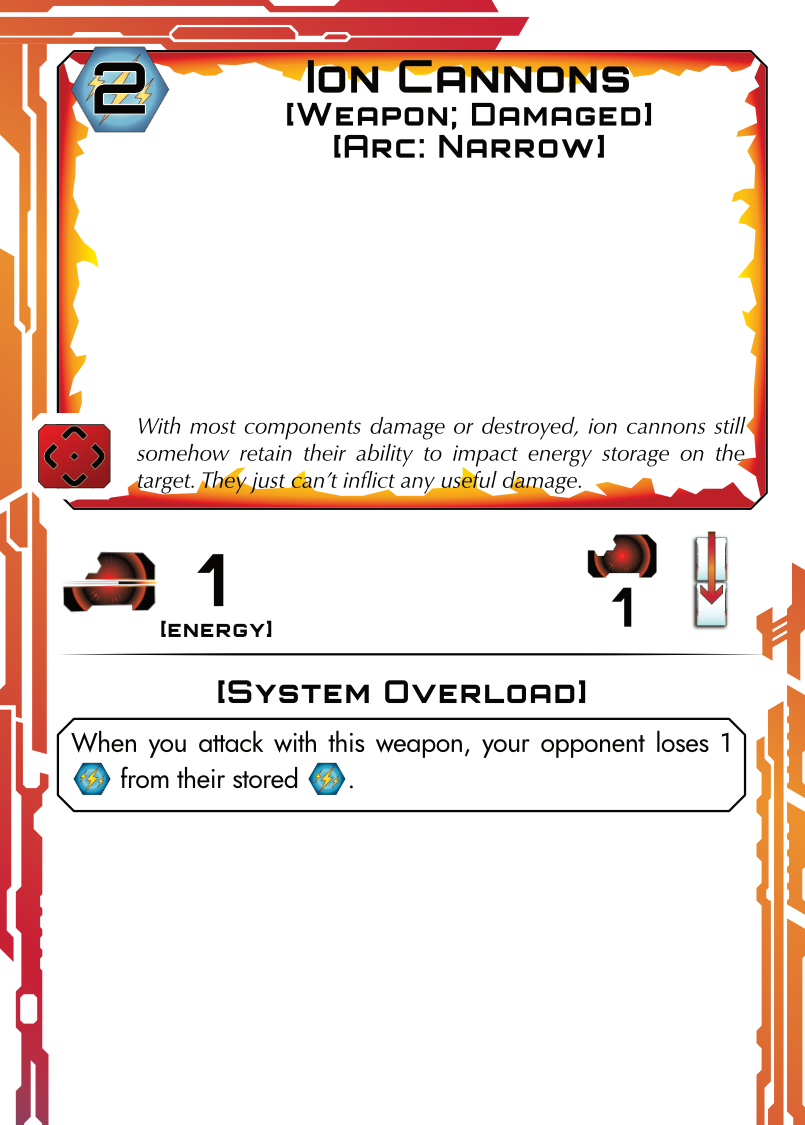 2
Ion Cannons
[Weapon; Damaged]
[Arc: Narrow]
With most components damage or destroyed, ion cannons still
somehow retain their ability to impact energy storage on the
target. They just can’t inflict any useful damage.
1
[energy]
1
[System Overload]
When you attack with this weapon, your opponent loses 1
from their stored .